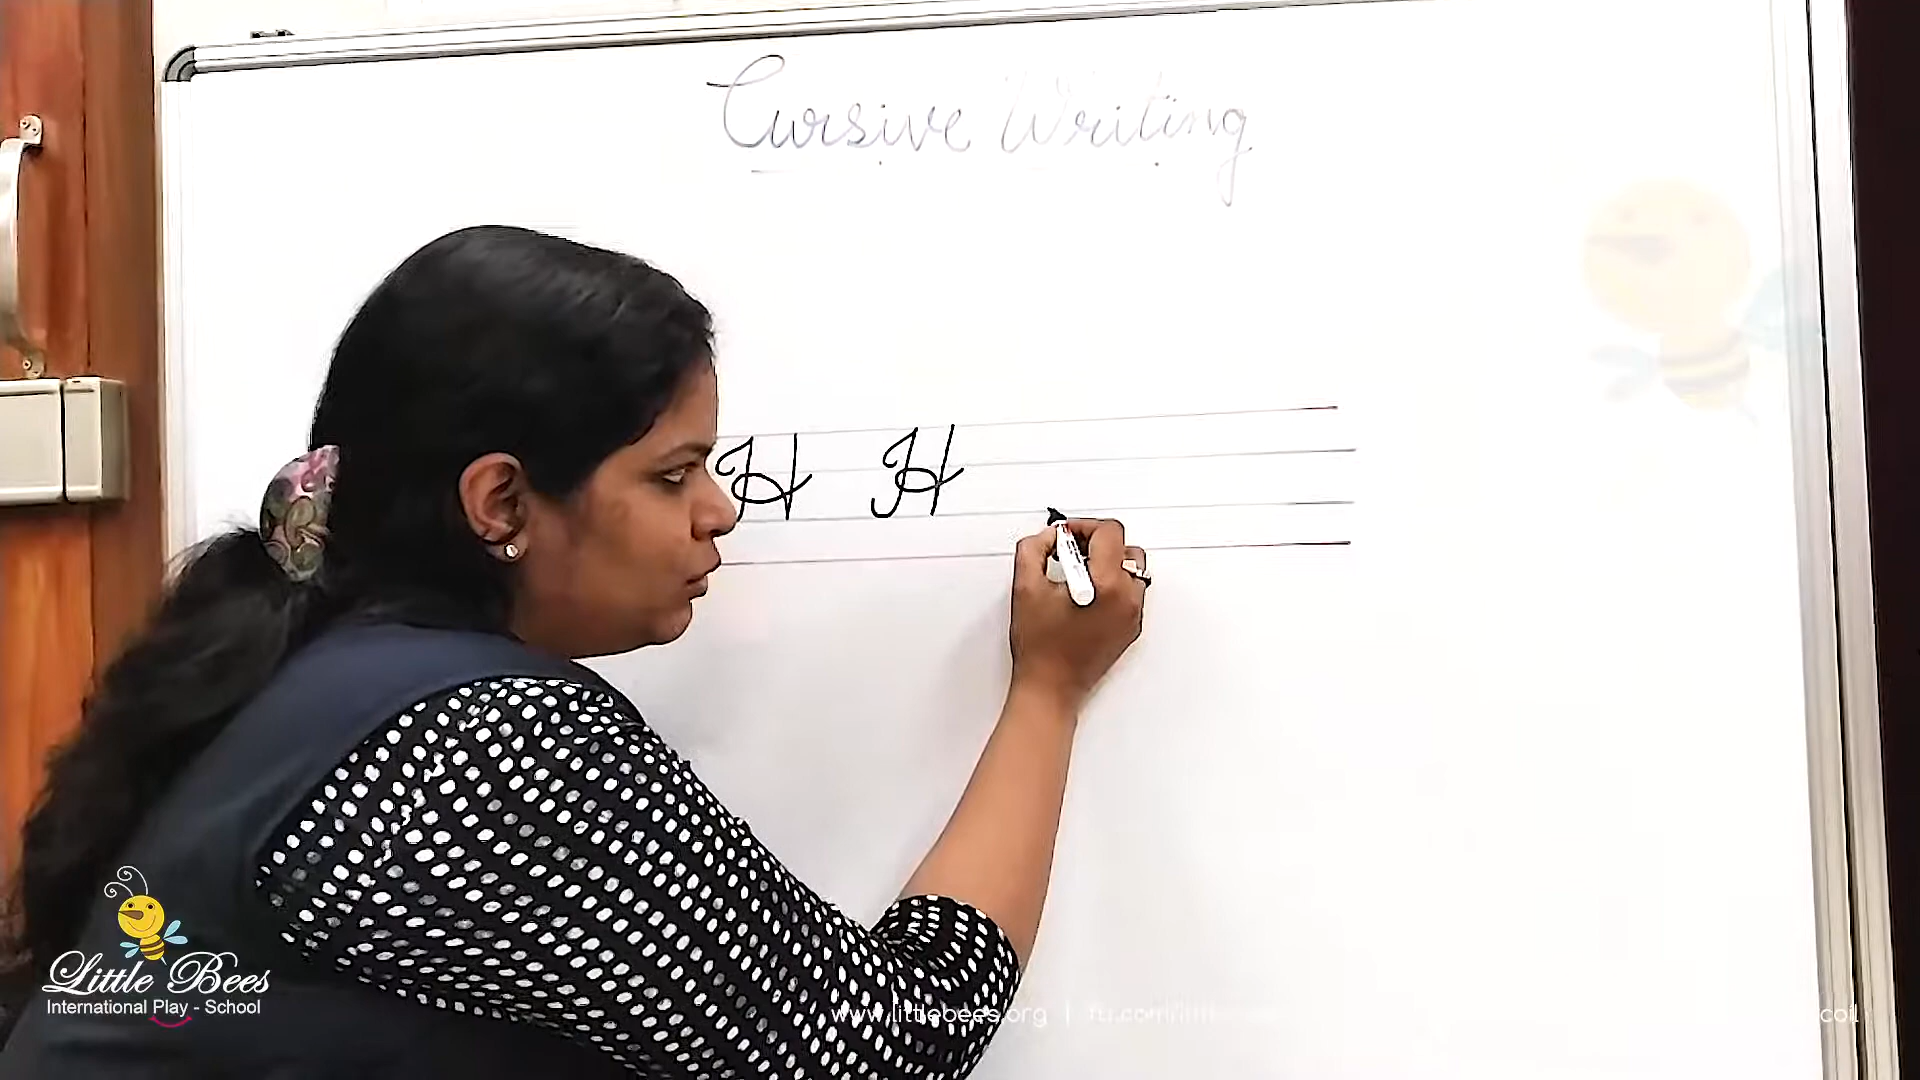 Cursive Writing
H H
Little Bees
International Play - School
www.littlebees.org |